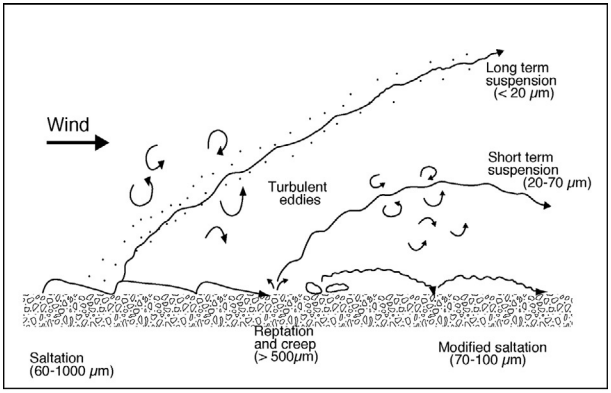 Long term
suspension
(< 20 µm)
Wind
Short term
suspension
(20-70 µm)
Turbulent
eddies
Reptation
and creep
(> 500µm)
Saltation
(60-1000 µm)
Modified saltation
(70-100 µm)